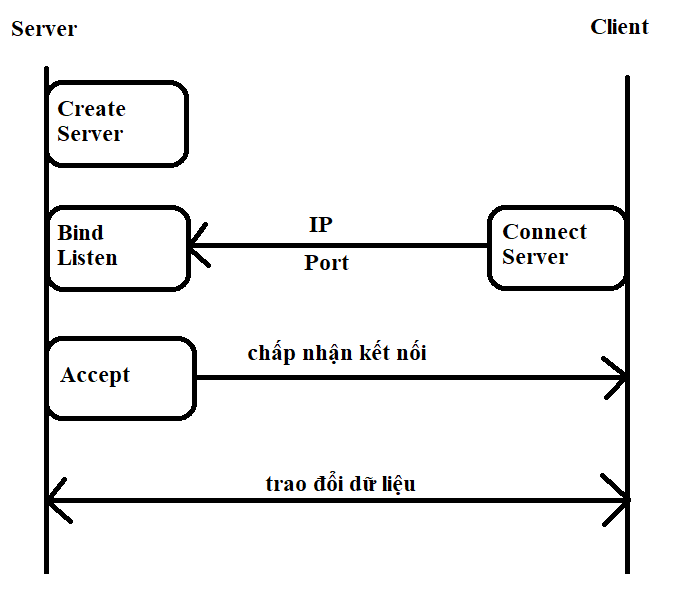 Server
Client
Create
Server
Bind
Listen
IP
Port
Connect
Server
Accept
chấp nhận kết nối
trao đổi dữ liệu